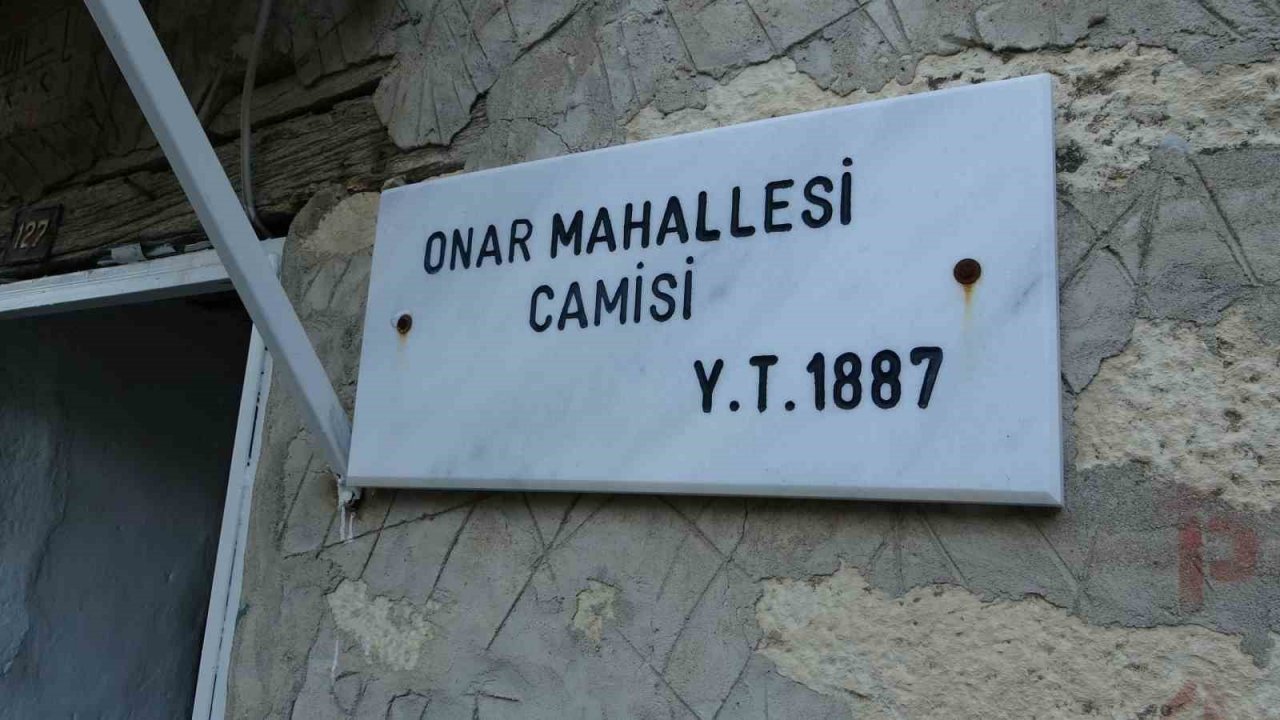 127
ONAR MAHALLESİ
CAMİSİ
Y.T.1887
P